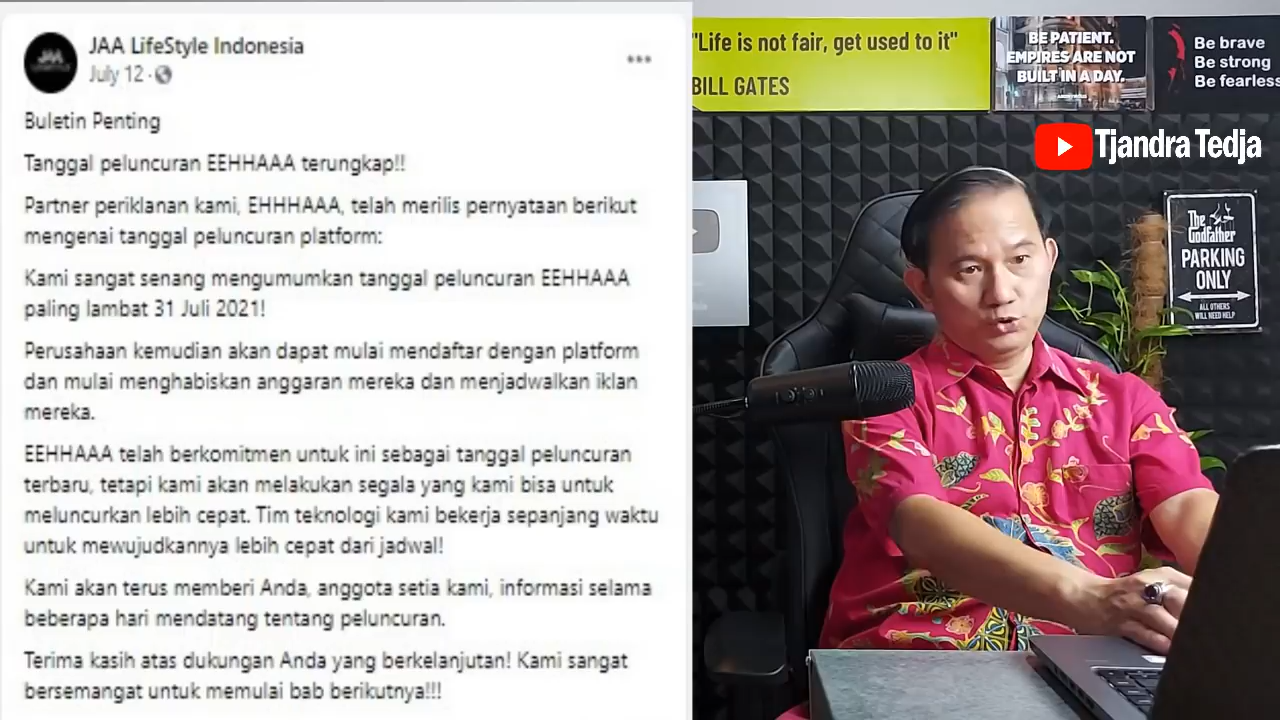 JAA LifeStyle Indonesia
July 12 ·
Buletin Penting
Tanggal peluncuran EEHHAAA terungkap!!
Partner periklanan kami, EHHHAAA, telah merilis pernyataan berikut
mengenai tanggal peluncuran platform:
Kami sangat senang mengumumkan tanggal peluncuran EEHHAAA
paling lambat 31 Juli 2021!
Perusahaan kemudian akan dapat mulai mendaftar dengan platform
dan mulai menghabiskan anggaran mereka dan menjadwalkan iklan
mereka.
EEHHAAA telah berkomitmen untuk ini sebagai tanggal peluncuran
terbaru, tetapi kami akan melakukan segala yang kami bisa untuk
meluncurkan lebih cepat. Tim teknologi kami bekerja sepanjang waktu
untuk mewujudkannya lebih cepat dari jadwal!
Kami akan terus memberi Anda, anggota setia kami, informasi selama
beberapa hari mendatang tentang peluncuran.
Terima kasih atas dukungan Anda yang berkelanjutan! Kami sangat
bersemangat untuk memulai bab berikutnya!!!
JAA
"Life is not fair, get used to it"
BILL GATES
BE PATIENT.
EMPIRES ARE NOT
BUILT IN A DAY.
Be brave
Be strong
Be fearless
Tjandra Tedja
The
Godfather
PARKING
ONLY
ALL OTHERS
WILL NEED HELP